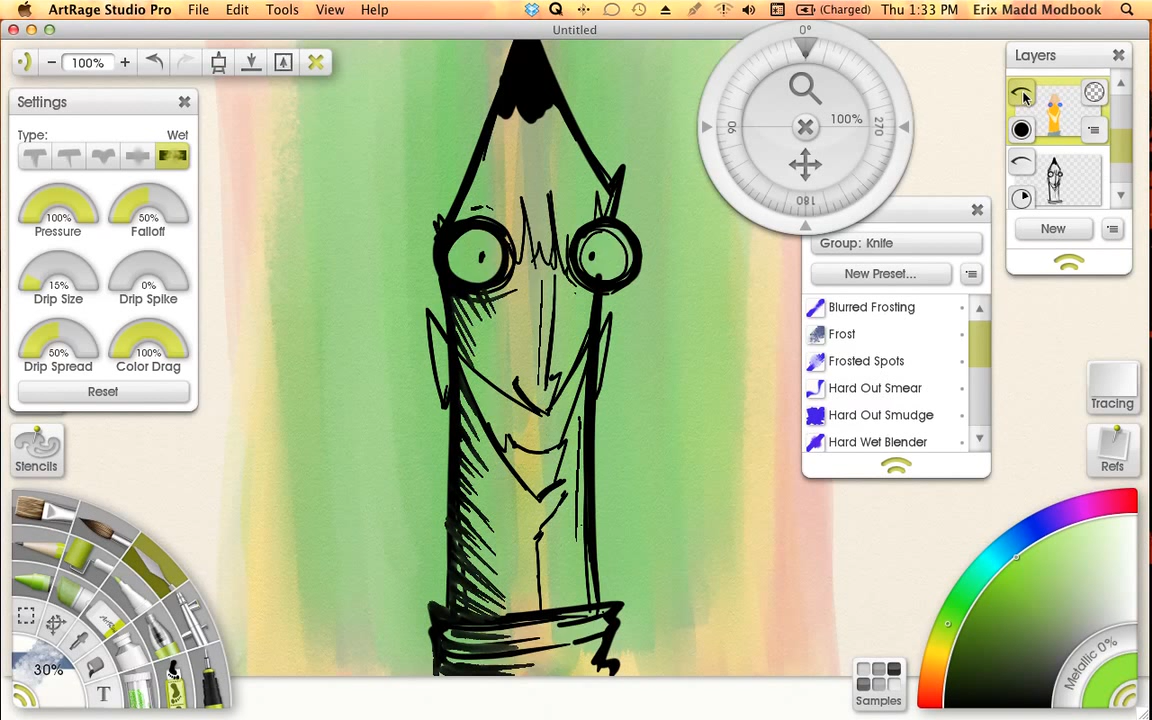 ArtRage Studio Pro File Edit Tools View Help (Charged) Thu 1:33 PM Erix Madd Modbook
Untitled
100%
Settings
Type: Wet
100% 50%
Pressure Falloff
15% 0%
Drip Size Drip Spike
50% 100%
Drip Spread Color Drag
Reset
Stencils
30%
T
0°
100%
90 270
180
Group: Knife
New Preset...
Blurred Frosting
Frost
Frosted Spots
Hard Out Smear
Hard Out Smudge
Hard Wet Blender
Layers
New
Tracing
Refs
Metallic 0%
Samples